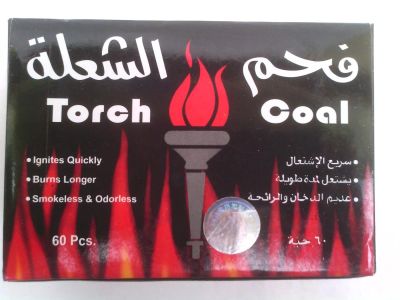 فحم الشعلة
Torch Coal
• Ignites Quickly
• Burns Longer
• Smokeless & Odorless
• سريع الإشتعال
• يشتعل لمدة طويلة
• عديم الدخان والرائحة
60 Pcs.
٦٠ حبة